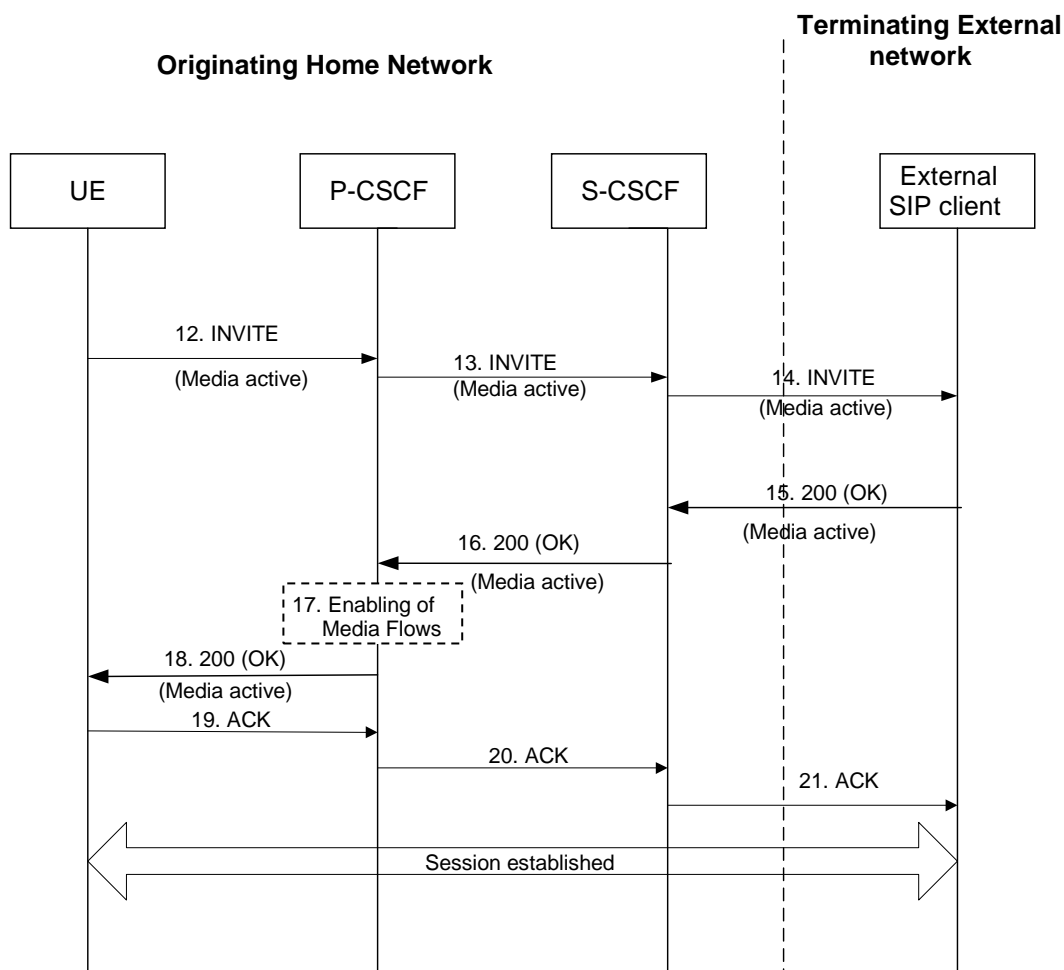 Terminating External
network
Originating Home Network
UE
P-CSCF
S-CSCF
External
SIP client
12. INVITE
(Media active)
13. INVITE
(Media active)
14. INVITE
(Media active)
15. 200 (OK)
(Media active)
16. 200 (OK)
(Media active)
17. Enabling of
Media Flows
18. 200 (OK)
(Media active)
19. ACK
20. ACK
21. ACK
Session established